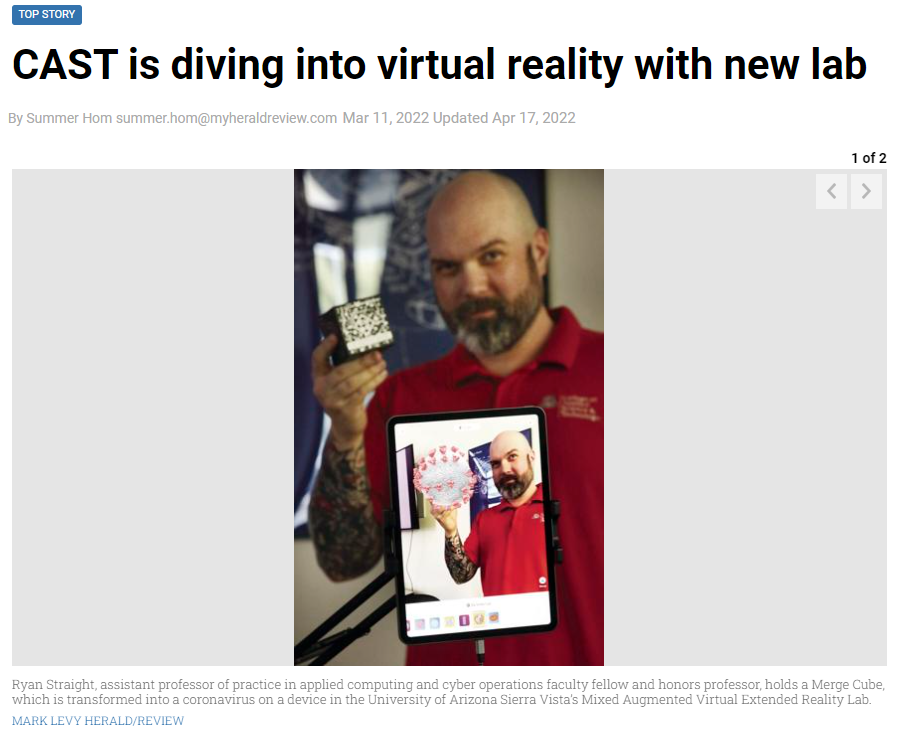 TOP STORY
CAST is diving into virtual reality with new lab
By Summer Hom summer.hom@myheraldreview.com Mar 11, 2022 Updated Apr 17, 2022
1 of 2
Ryan Straight, assistant professor of practice in applied computing and cyber operations faculty fellow and honors professor, holds a Merge Cube,
which is transformed into a coronavirus on a device in the University of Arizona Sierra Vista's Mixed Augmented Virtual Extended Reality Lab.
MARK LEVY HERALD/REVIEW